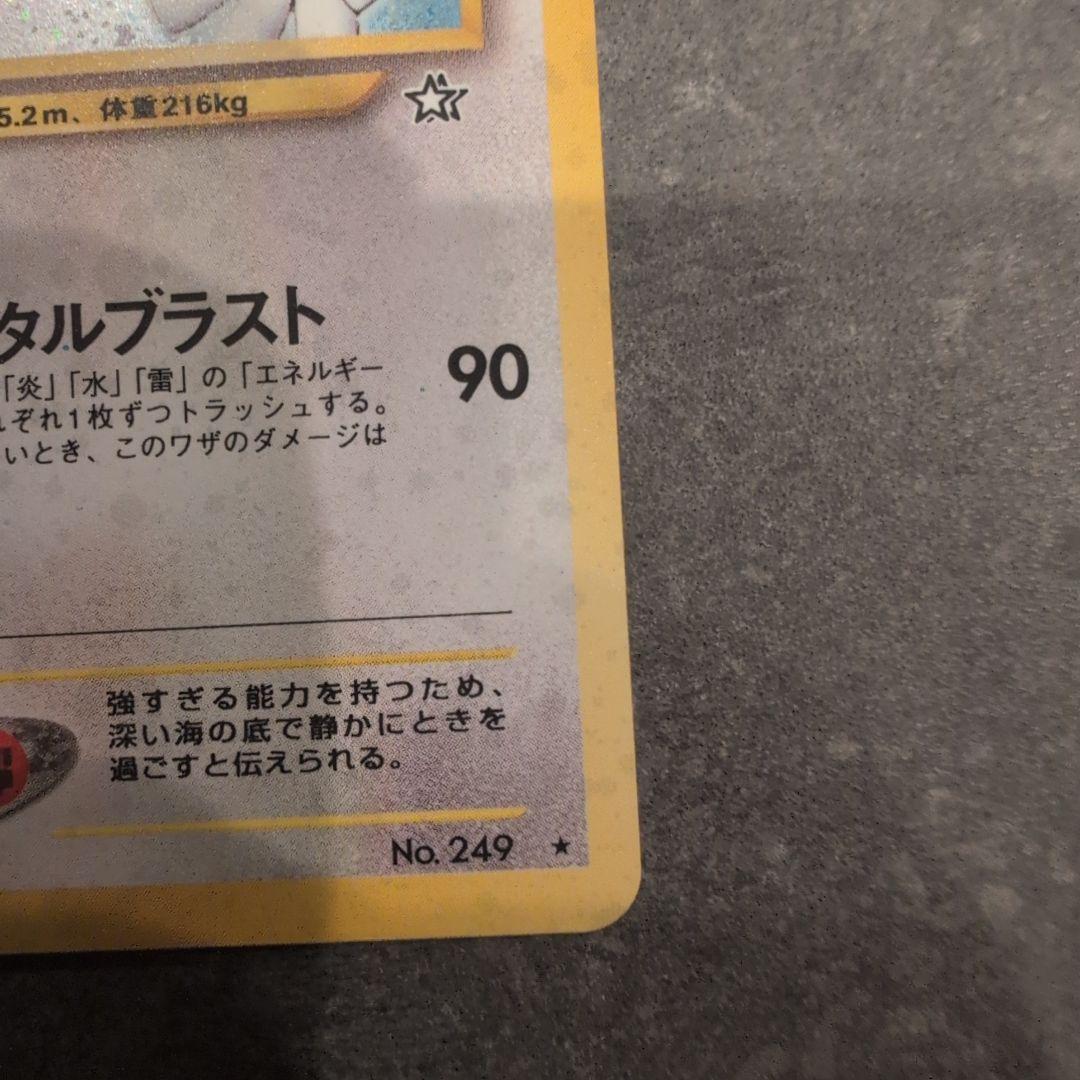 5.2m、体重216kg
タルブラスト
「炎」「水」「雷」の「エネルギー
90
れぞれ1枚ずつトラッシュする。
いとき、このワザのダメージは
強すぎる能力を持つため、
深い海の底で静かにときを
過ごすと伝えられる。
No. 249 ★